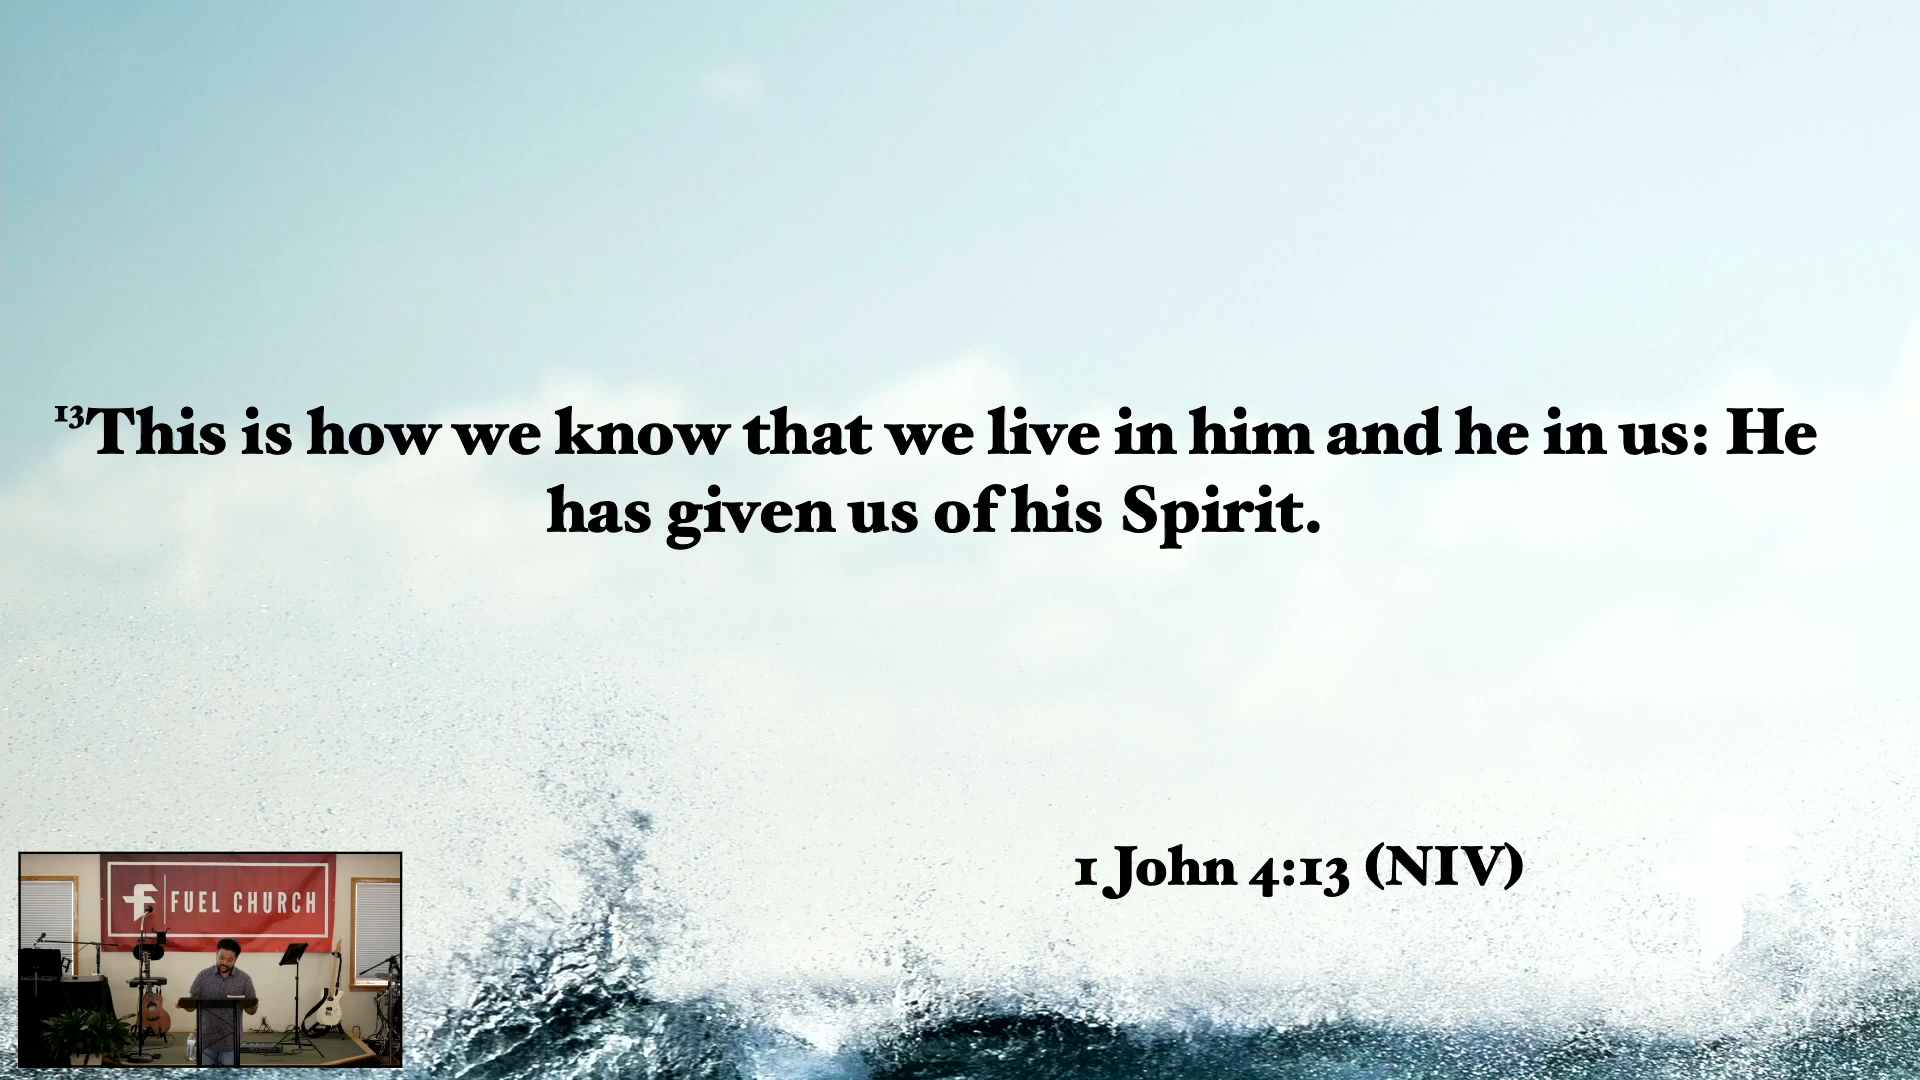 ¹³This is how we know that we live in him and he in us: He
has given us of his Spirit.
1 John 4:13 (NIV)
FUEL CHURCH